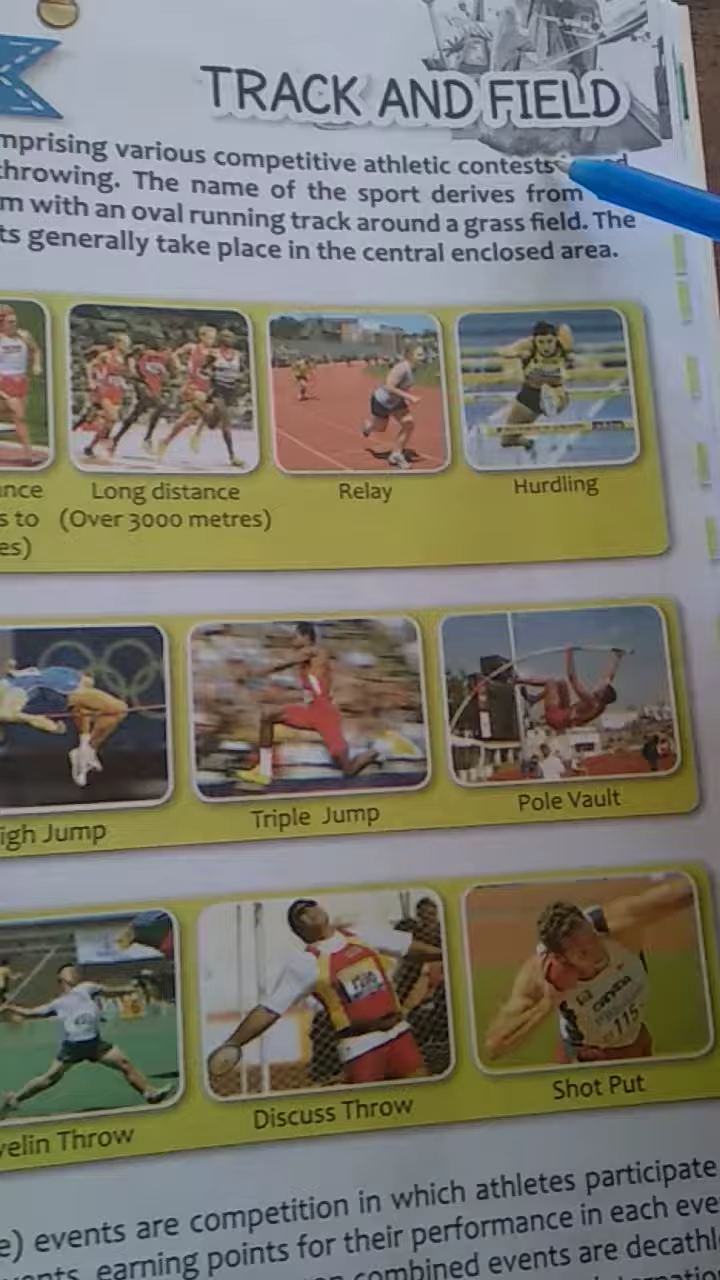 TRACK AND FIELD
mprising various competitive athletic contests
throwing. The name of the sport derives from
m with an oval running track around a grass field. The
ts generally take place in the central enclosed area.
nce Long distance Relay Hurdling
s to (Over 3000 metres)
es)
igh Jump Triple Jump Pole Vault
velin Throw Discuss Throw Shot Put
CANADA
115
e) events are competition in which athletes participate
nts, earning points for their performance in each eve
combined events are decathl